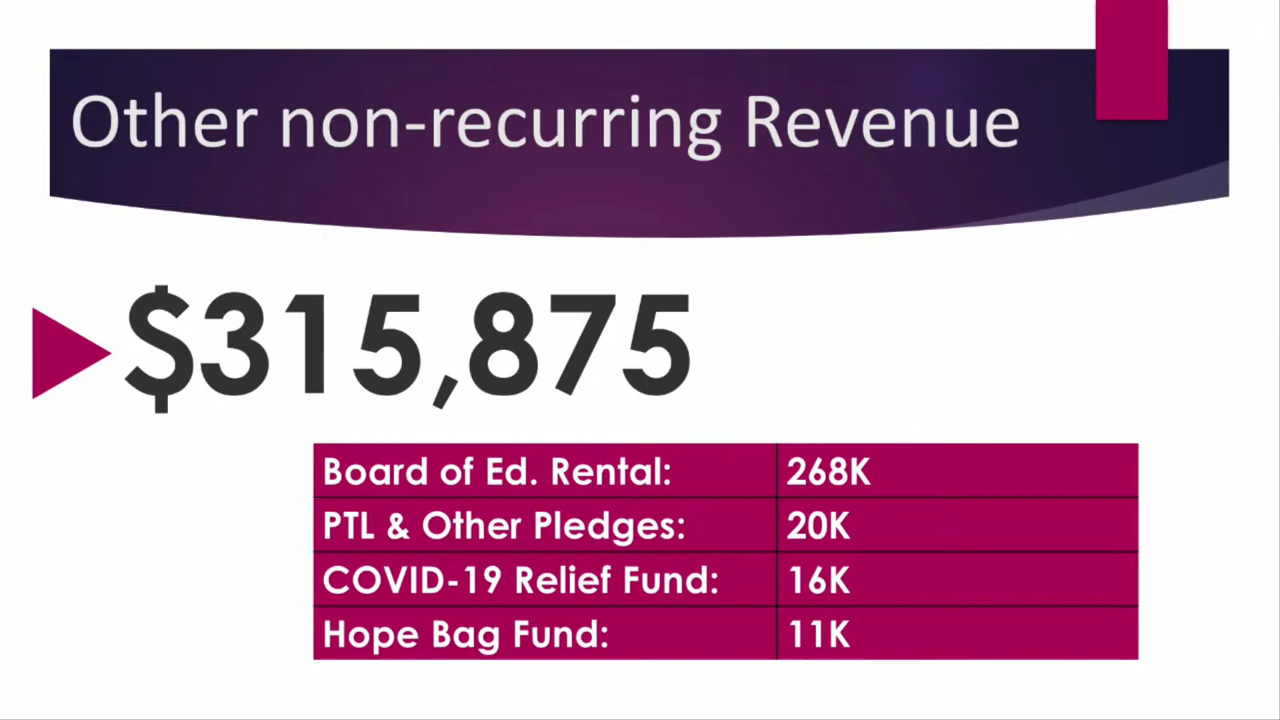 Other non-recurring Revenue
$315,875
Board of Ed. Rental: 268K
PTL & Other Pledges: 20K
COVID-19 Relief Fund: 16K
Hope Bag Fund: 11K